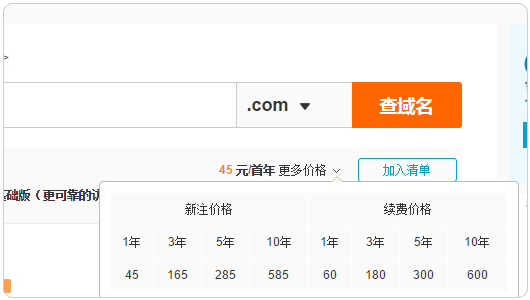 >
.com 查域名
45 元/首年 更多价格 加入清单
础版（更可靠的
新注价格 续费价格
1年 3年 5年 10年 1年 3年 5年 10年
45 165 285 585 60 180 300 600